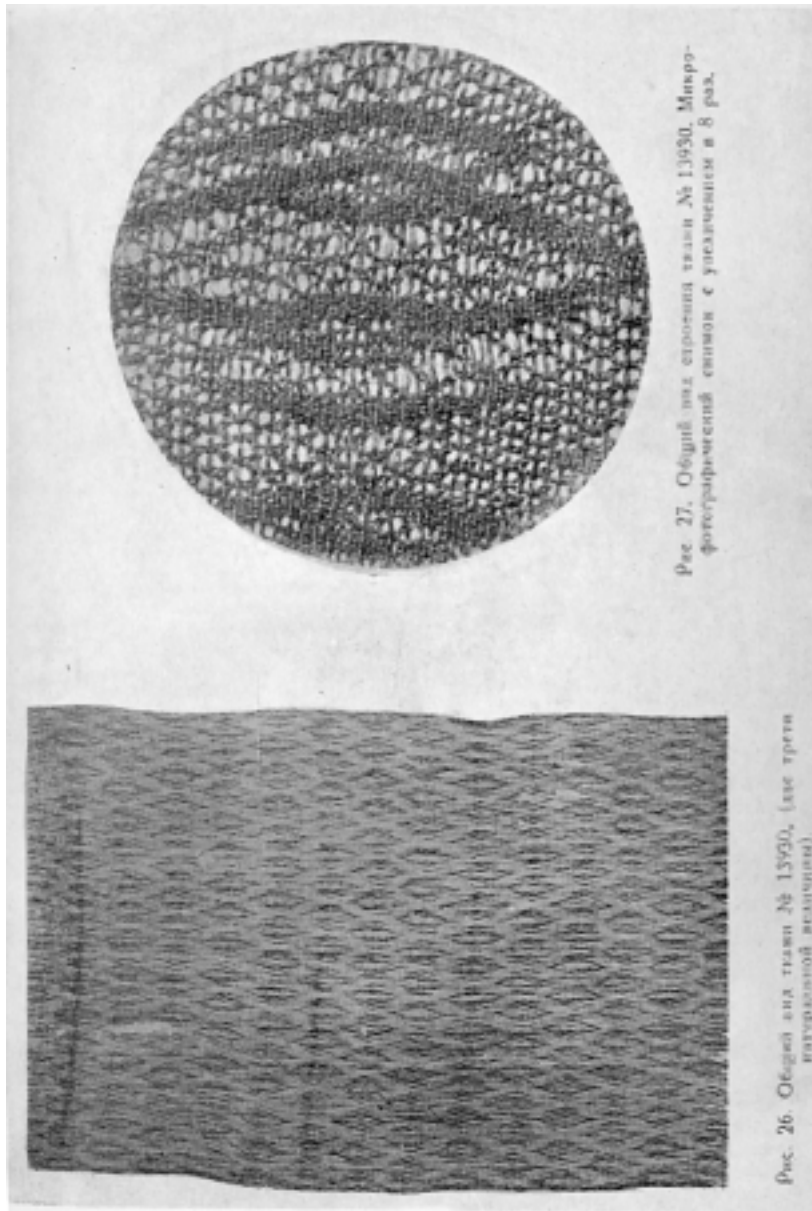 Рис. 26. Общий вид ткани № 13930, (две трети
натуральной величины)
Рис. 27. Общий вид строения ткани № 13930. Микро-
фотографический снимок с увеличением в 8 раз.